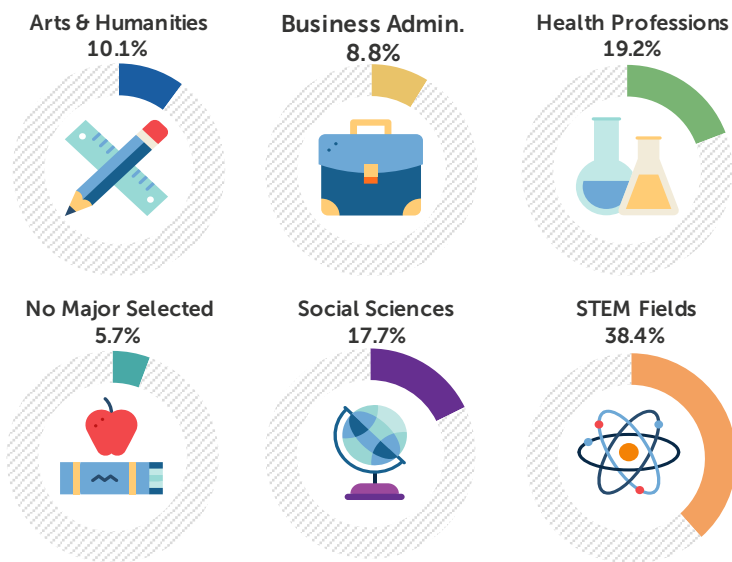 Arts & Humanities
10.1%
Business Admin.
8.8%
Health Professions
19.2%
No Major Selected
5.7%
Social Sciences
17.7%
STEM Fields
38.4%